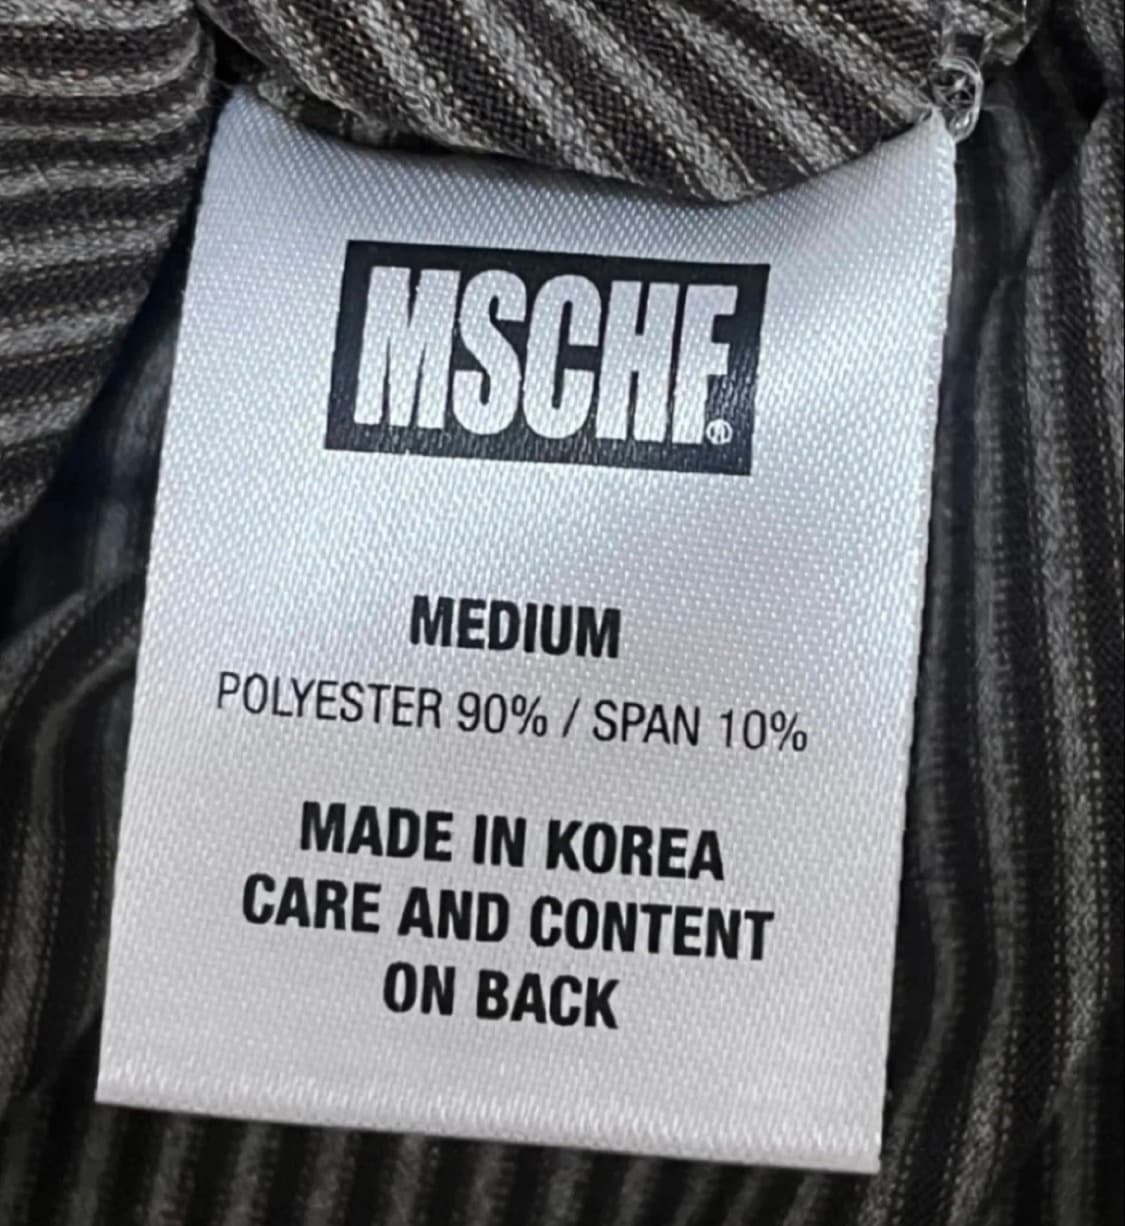 MSCHF®
MEDIUM
POLYESTER 90% / SPAN 10%
MADE IN KOREA
CARE AND CONTENT
ON BACK